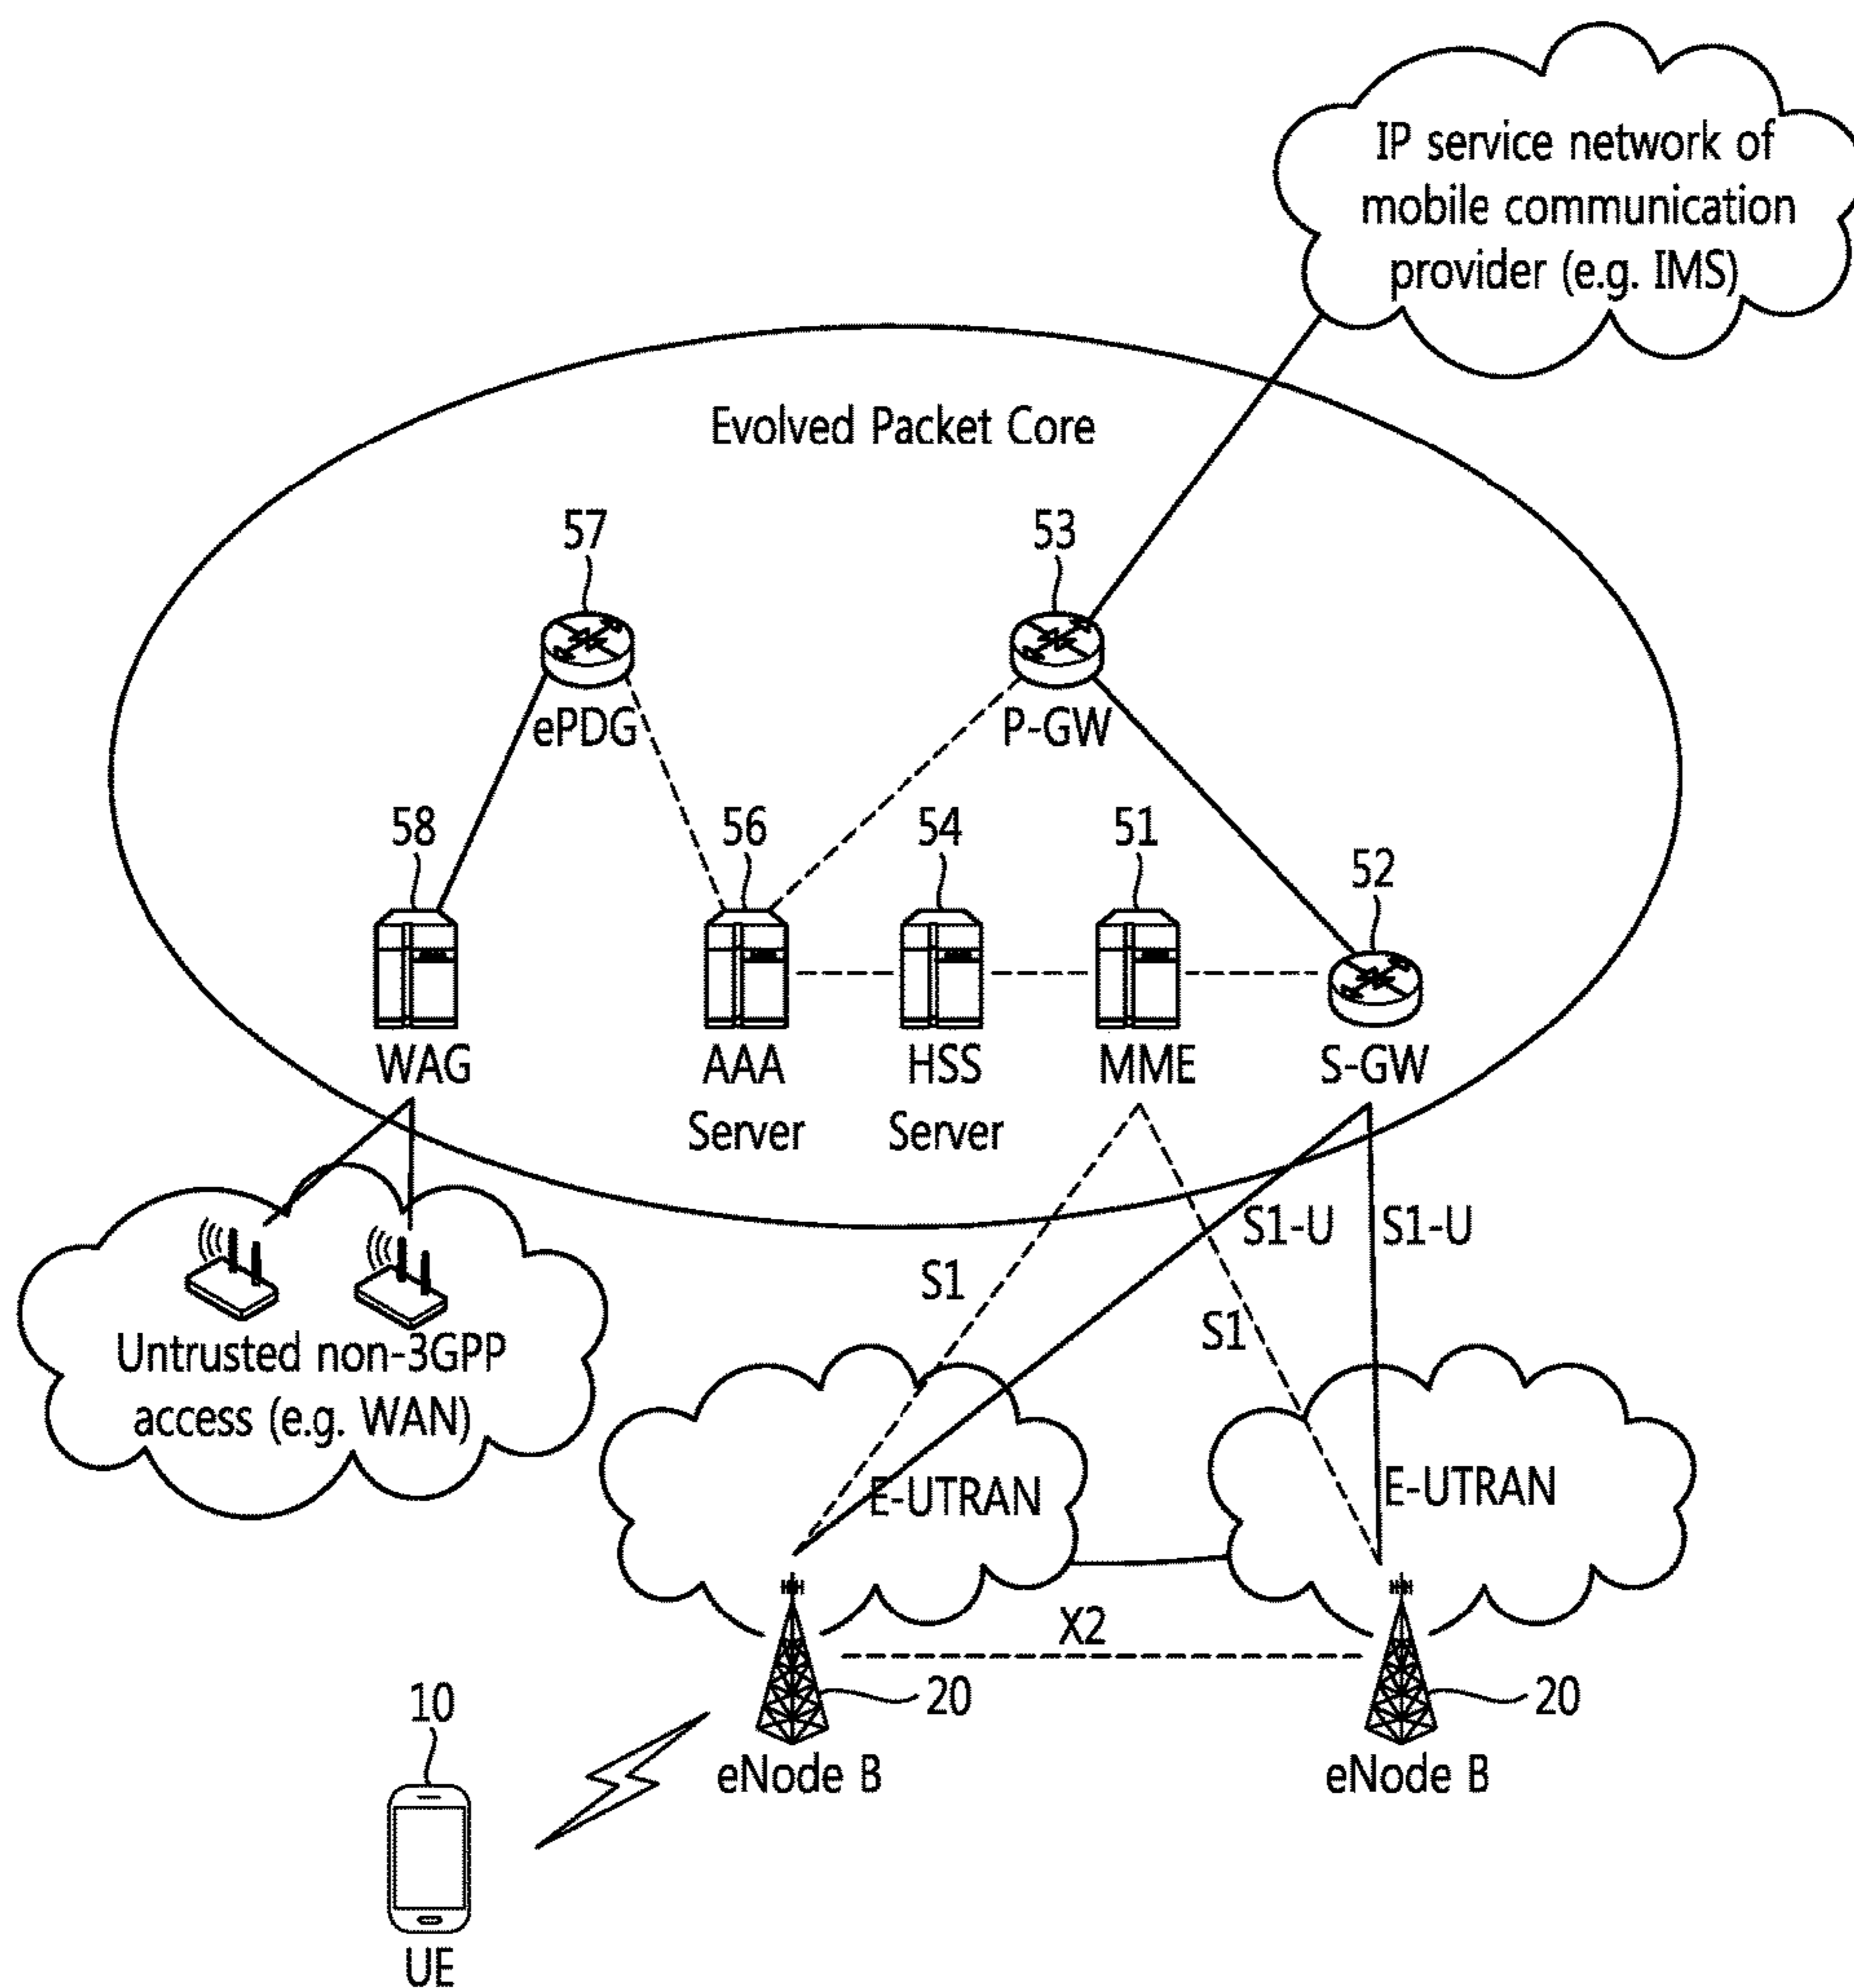 IP service network of
mobile communication
provider (e.g. IMS)
Evolved Packet Core
57
53
ePDG
P-GW
58
56
54
51
52
WAG
AAA
Server
HSS
Server
MME
S-GW
S1-U
S1-U
S1
S1
Untrusted non-3GPP
access (e.g. WAN)
E-UTRAN
E-UTRAN
X2
20
20
10
eNode B
eNode B
UE